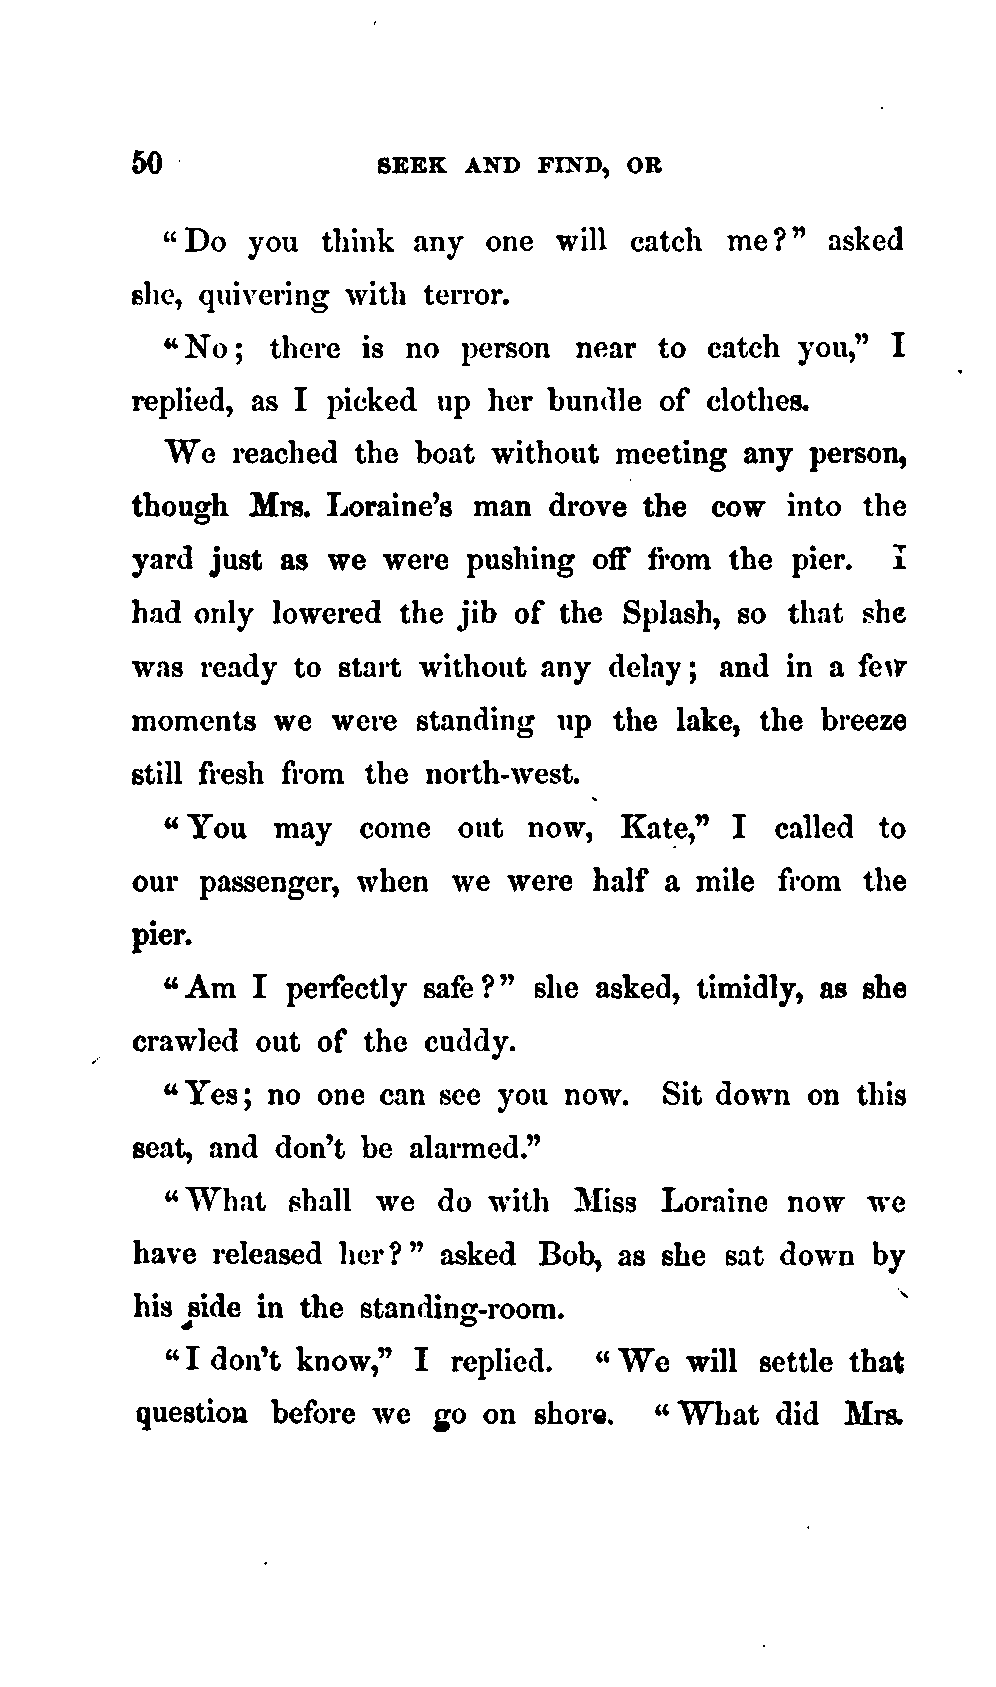 50 SEEK AND FIND, OR
"Do you think any one will catch me?" asked
she, quivering with terror.
"No; there is no person near to catch you," I
replied, as I picked up her bundle of clothes.
We reached the boat without meeting any person,
though Mrs. Loraine's man drove the cow into the
yard just as we were pushing off from the pier. I
had only lowered the jib of the Splash, so that she
was ready to start without any delay; and in a few
moments we were standing up the lake, the breeze
still fresh from the north-west.
"You may come out now, Kate," I called to
our passenger, when we were half a mile from the
pier.
"Am I perfectly safe?" she asked, timidly, as she
crawled out of the cuddy.
"Yes; no one can see you now. Sit down on this
seat, and don't be alarmed."
"What shall we do with Miss Loraine now we
have released her?" asked Bob, as she sat down by
his side in the standing-room.
"I don't know," I replied. "We will settle that
question before we go on shore. "What did Mrs.